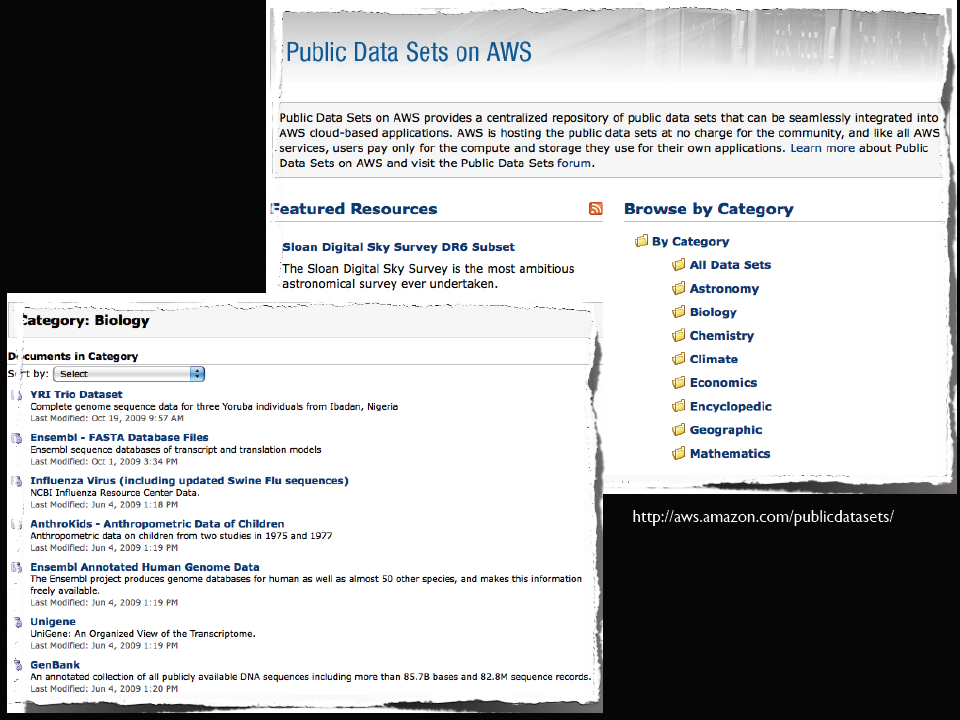 Public Data Sets on AWS
Public Data Sets on AWS provides a centralized repository of public data sets that can be seamlessly integrated into
AWS cloud-based applications. AWS is hosting the public data sets at no charge for the community, and like all AWS
services, users pay only for the compute and storage they use for their own applications. Learn more about Public
Data Sets on AWS and visit the Public Data Sets forum.
Featured Resources
Sloan Digital Sky Survey DR6 Subset
The Sloan Digital Sky Survey is the most ambitious
astronomical survey ever undertaken.
Browse by Category
By Category
All Data Sets
Astronomy
Biology
Chemistry
Climate
Economics
Encyclopedic
Geographic
Mathematics
http://aws.amazon.com/publicdatasets/
Category: Biology
Documents in Category
Sort by: Select
YRI Trio Dataset
Complete genome sequence data for three Yoruba individuals from Ibadan, Nigeria
Last Modified: Oct 19, 2009 9:57 AM
Ensembl - FASTA Database Files
Ensembl sequence databases of transcript and translation models
Last Modified: Oct 1, 2009 3:34 PM
Influenza Virus (including updated Swine Flu sequences)
NCBI Influenza Resource Center Data.
Last Modified: Jun 4, 2009 1:18 PM
AnthroKids - Anthropometric Data of Children
Anthropometric data on children from two studies in 1975 and 1977
Last Modified: Jun 4, 2009 1:19 PM
Ensembl Annotated Human Genome Data
The Ensembl project produces genome databases for human as well as almost 50 other species, and makes this information
freely available.
Last Modified: Jun 4, 2009 1:19 PM
Unigene
UniGene: An Organized View of the Transcriptome.
Last Modified: Jun 4, 2009 1:19 PM
GenBank
An annotated collection of all publicly available DNA sequences including more than 85.7B bases and 82.8M sequence records.
Last Modified: Jun 4, 2009 1:20 PM